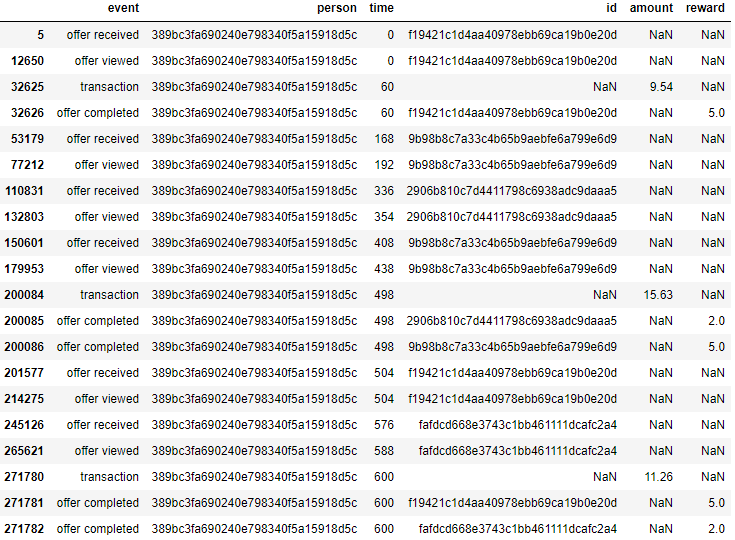 event person time id amount reward
5 offer received 389bc3fa690240e798340f5a15918d5c 0 f19421c1d4aa40978ebb69ca19b0e20d NaN NaN
12650 offer viewed 389bc3fa690240e798340f5a15918d5c 0 f19421c1d4aa40978ebb69ca19b0e20d NaN NaN
32625 transaction 389bc3fa690240e798340f5a15918d5c 60 NaN 9.54 NaN
32626 offer completed 389bc3fa690240e798340f5a15918d5c 60 f19421c1d4aa40978ebb69ca19b0e20d NaN 5.0
53179 offer received 389bc3fa690240e798340f5a15918d5c 168 9b98b8c7a33c4b65b9aebfe6a799e6d9 NaN NaN
77212 offer viewed 389bc3fa690240e798340f5a15918d5c 192 9b98b8c7a33c4b65b9aebfe6a799e6d9 NaN NaN
110831 offer received 389bc3fa690240e798340f5a15918d5c 336 2906b810c7d4411798c6938adc9daaa5 NaN NaN
132803 offer viewed 389bc3fa690240e798340f5a15918d5c 354 2906b810c7d4411798c6938adc9daaa5 NaN NaN
150601 offer received 389bc3fa690240e798340f5a15918d5c 408 9b98b8c7a33c4b65b9aebfe6a799e6d9 NaN NaN
179953 offer viewed 389bc3fa690240e798340f5a15918d5c 438 9b98b8c7a33c4b65b9aebfe6a799e6d9 NaN NaN
200084 transaction 389bc3fa690240e798340f5a15918d5c 498 NaN 15.63 NaN
200085 offer completed 389bc3fa690240e798340f5a15918d5c 498 2906b810c7d4411798c6938adc9daaa5 NaN 2.0
200086 offer completed 389bc3fa690240e798340f5a15918d5c 498 9b98b8c7a33c4b65b9aebfe6a799e6d9 NaN 5.0
201577 offer received 389bc3fa690240e798340f5a15918d5c 504 f19421c1d4aa40978ebb69ca19b0e20d NaN NaN
214275 offer viewed 389bc3fa690240e798340f5a15918d5c 504 f19421c1d4aa40978ebb69ca19b0e20d NaN NaN
245126 offer received 389bc3fa690240e798340f5a15918d5c 576 fafdcd668e3743c1bb461111dcafc2a4 NaN NaN
265621 offer viewed 389bc3fa690240e798340f5a15918d5c 588 fafdcd668e3743c1bb461111dcafc2a4 NaN NaN
271780 transaction 389bc3fa690240e798340f5a15918d5c 600 NaN 11.26 NaN
271781 offer completed 389bc3fa690240e798340f5a15918d5c 600 f19421c1d4aa40978ebb69ca19b0e20d NaN 5.0
271782 offer completed 389bc3fa690240e798340f5a15918d5c 600 fafdcd668e3743c1bb461111dcafc2a4 NaN 2.0